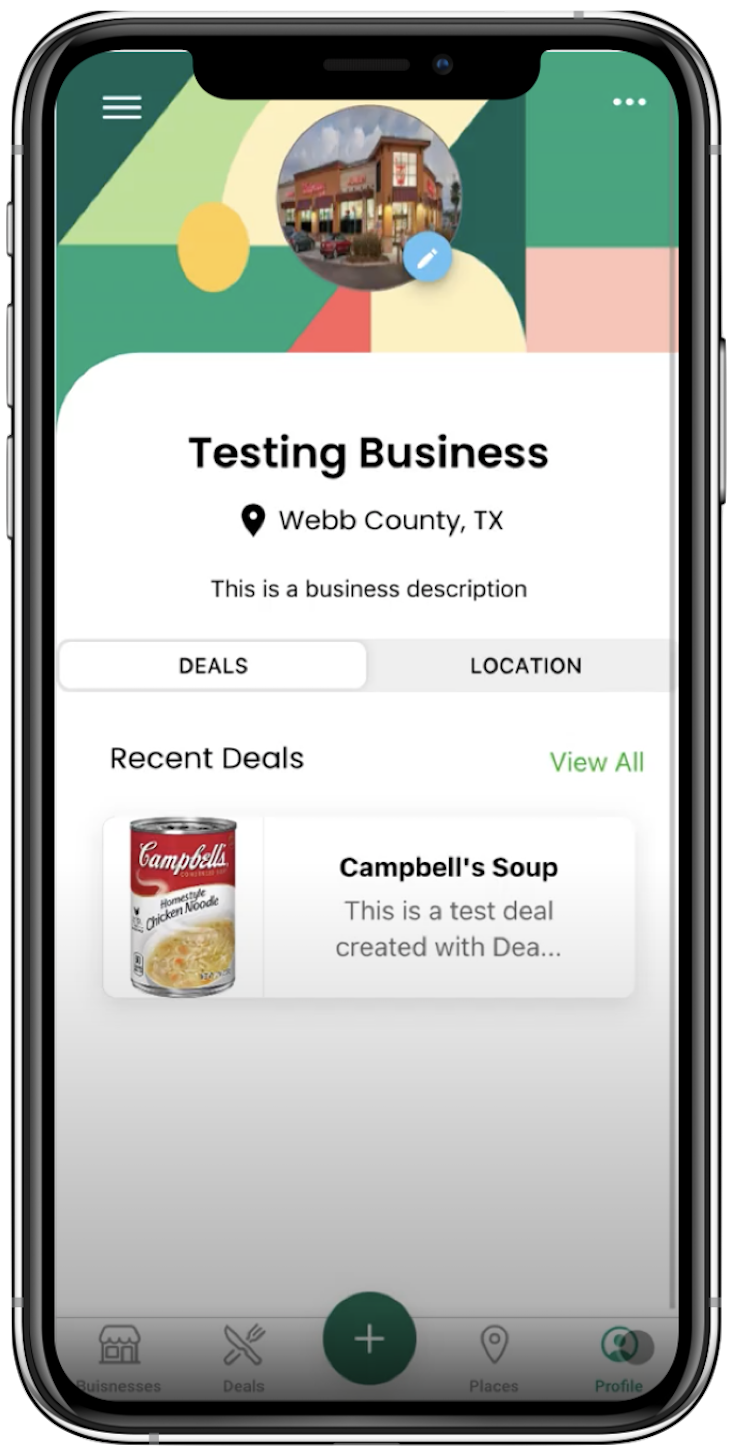 Testing Business
Webb County, TX
This is a business description
DEALS
LOCATION
Recent Deals
View All
Campbell's
Homestyle
Chicken Noodle
Campbell's Soup
This is a test deal
created with Dea...
Buisnesses
Deals
Places
Profile